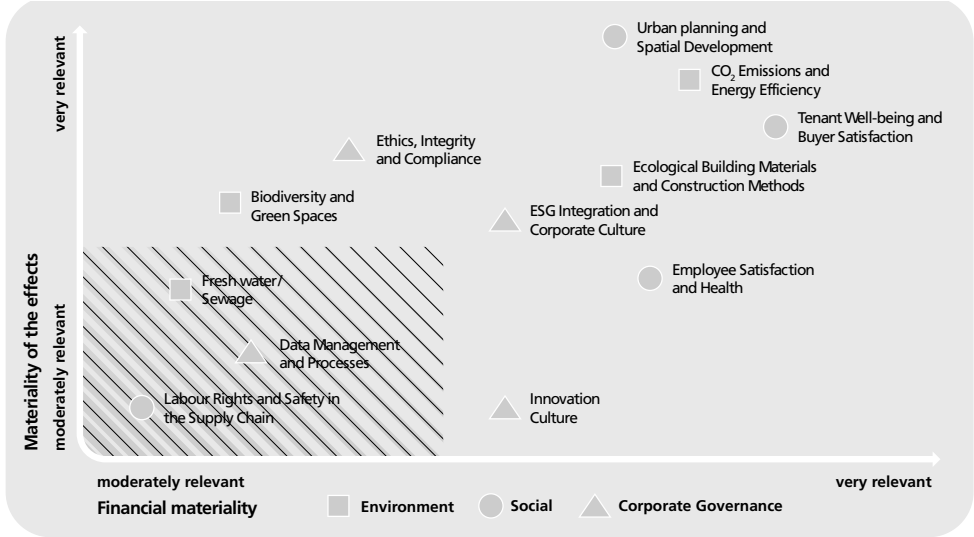 Urban planning and
Spatial Development
CO₂ Emissions and
Energy Efficiency
Tenant Well-being and
Buyer Satisfaction
Ethics, Integrity
and Compliance
Ecological Building Materials
and Construction Methods
Biodiversity and
Green Spaces
ESG Integration and
Corporate Culture
Employee Satisfaction
and Health
Fresh water/
Sewage
Data Management
and Processes
Labour Rights and Safety in
the Supply Chain
Innovation
Culture
Materiality of the effects
moderately relevant
very relevant
moderately relevant
very relevant
Financial materiality
Environment
Social
Corporate Governance